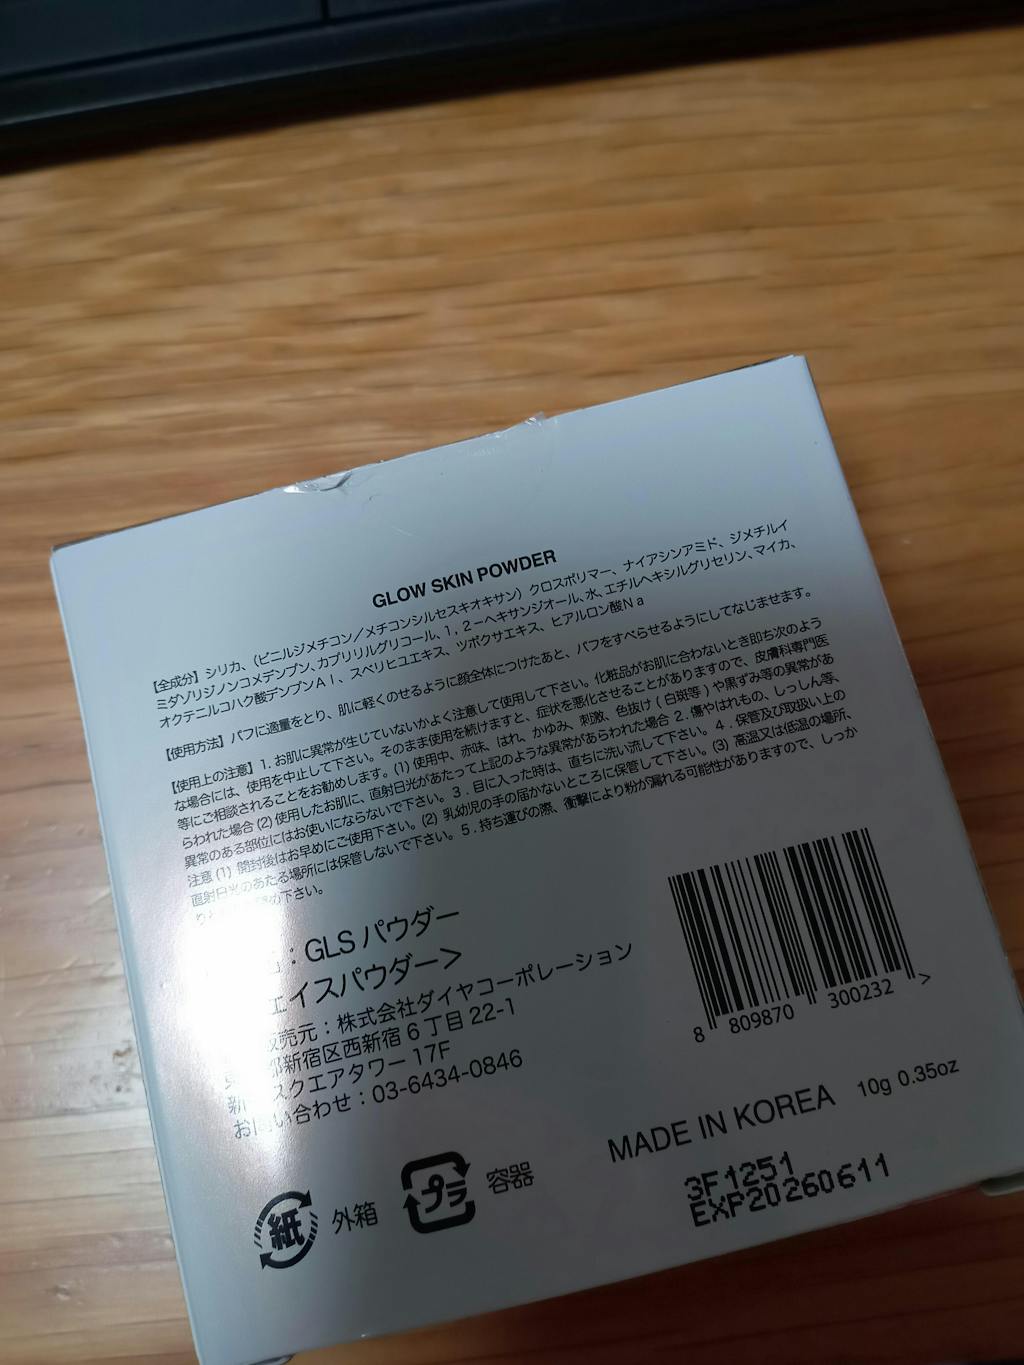 GLOW SKIN POWDER
【全成分】シリカ、(ビニルジメチコン／メチコンシルセスキオキサン）クロスポリマー、ナイアシンアミド、ジメチルイ
ミダゾリジノンコメデンプン、カプリリルグリコール、1,2－ヘキサンジオール、水、エチルヘキシルグリセリン、マイカ、
オクテニルコハク酸デンプンAl、スベリヒユエキス、ツボクサエキス、ヒアルロン酸Na
【使用方法】パフに適量をとり、肌に軽くのせるように顔全体につけたあと、パフをすべらせるようにしてなじませます。
【使用上の注意】1.お肌に異常が生じていないかよく注意して使用して下さい。化粧品がお肌に合わないとき即ち次のよう
な場合には、使用を中止して下さい。そのまま使用を続けますと、症状を悪化させることがありますので、皮膚科専門医
等にご相談されることをお勧めします。(1) 使用中、赤味、はれ、かゆみ、刺激、色抜け(白斑等)や黒ずみ等の異常があ
らわれた場合(2)使用したお肌に、直射日光があたって上記のような異常があらわれた場合 2.傷やはれもの、しっしん等、
異常のある部位にはお使いにならないで下さい。3.目に入った時は、直ちに洗い流して下さい。4.保管及び取扱い上の
注意(1) 開封後はお早めにご使用下さい。(2) 乳幼児の手の届かないところに保管して下さい。(3) 高温又は低温の場所、
直射日光のあたる場所には保管しないで下さい。5.持ち運びの際、衝撃により粉が漏れる可能性がありますので、しっか
下さい。
：GLSパウダー
エイスパウダー>
売元：株式会社ダイヤコーポレーション
新宿区西新宿6丁目22-1
スクエアタワー17F
い合わせ：03-6434-0846
8 809870 300232 >
MADE IN KOREA 10g 0.35oz
3F1251
EXP20260611
紙 外箱 プラ 容器